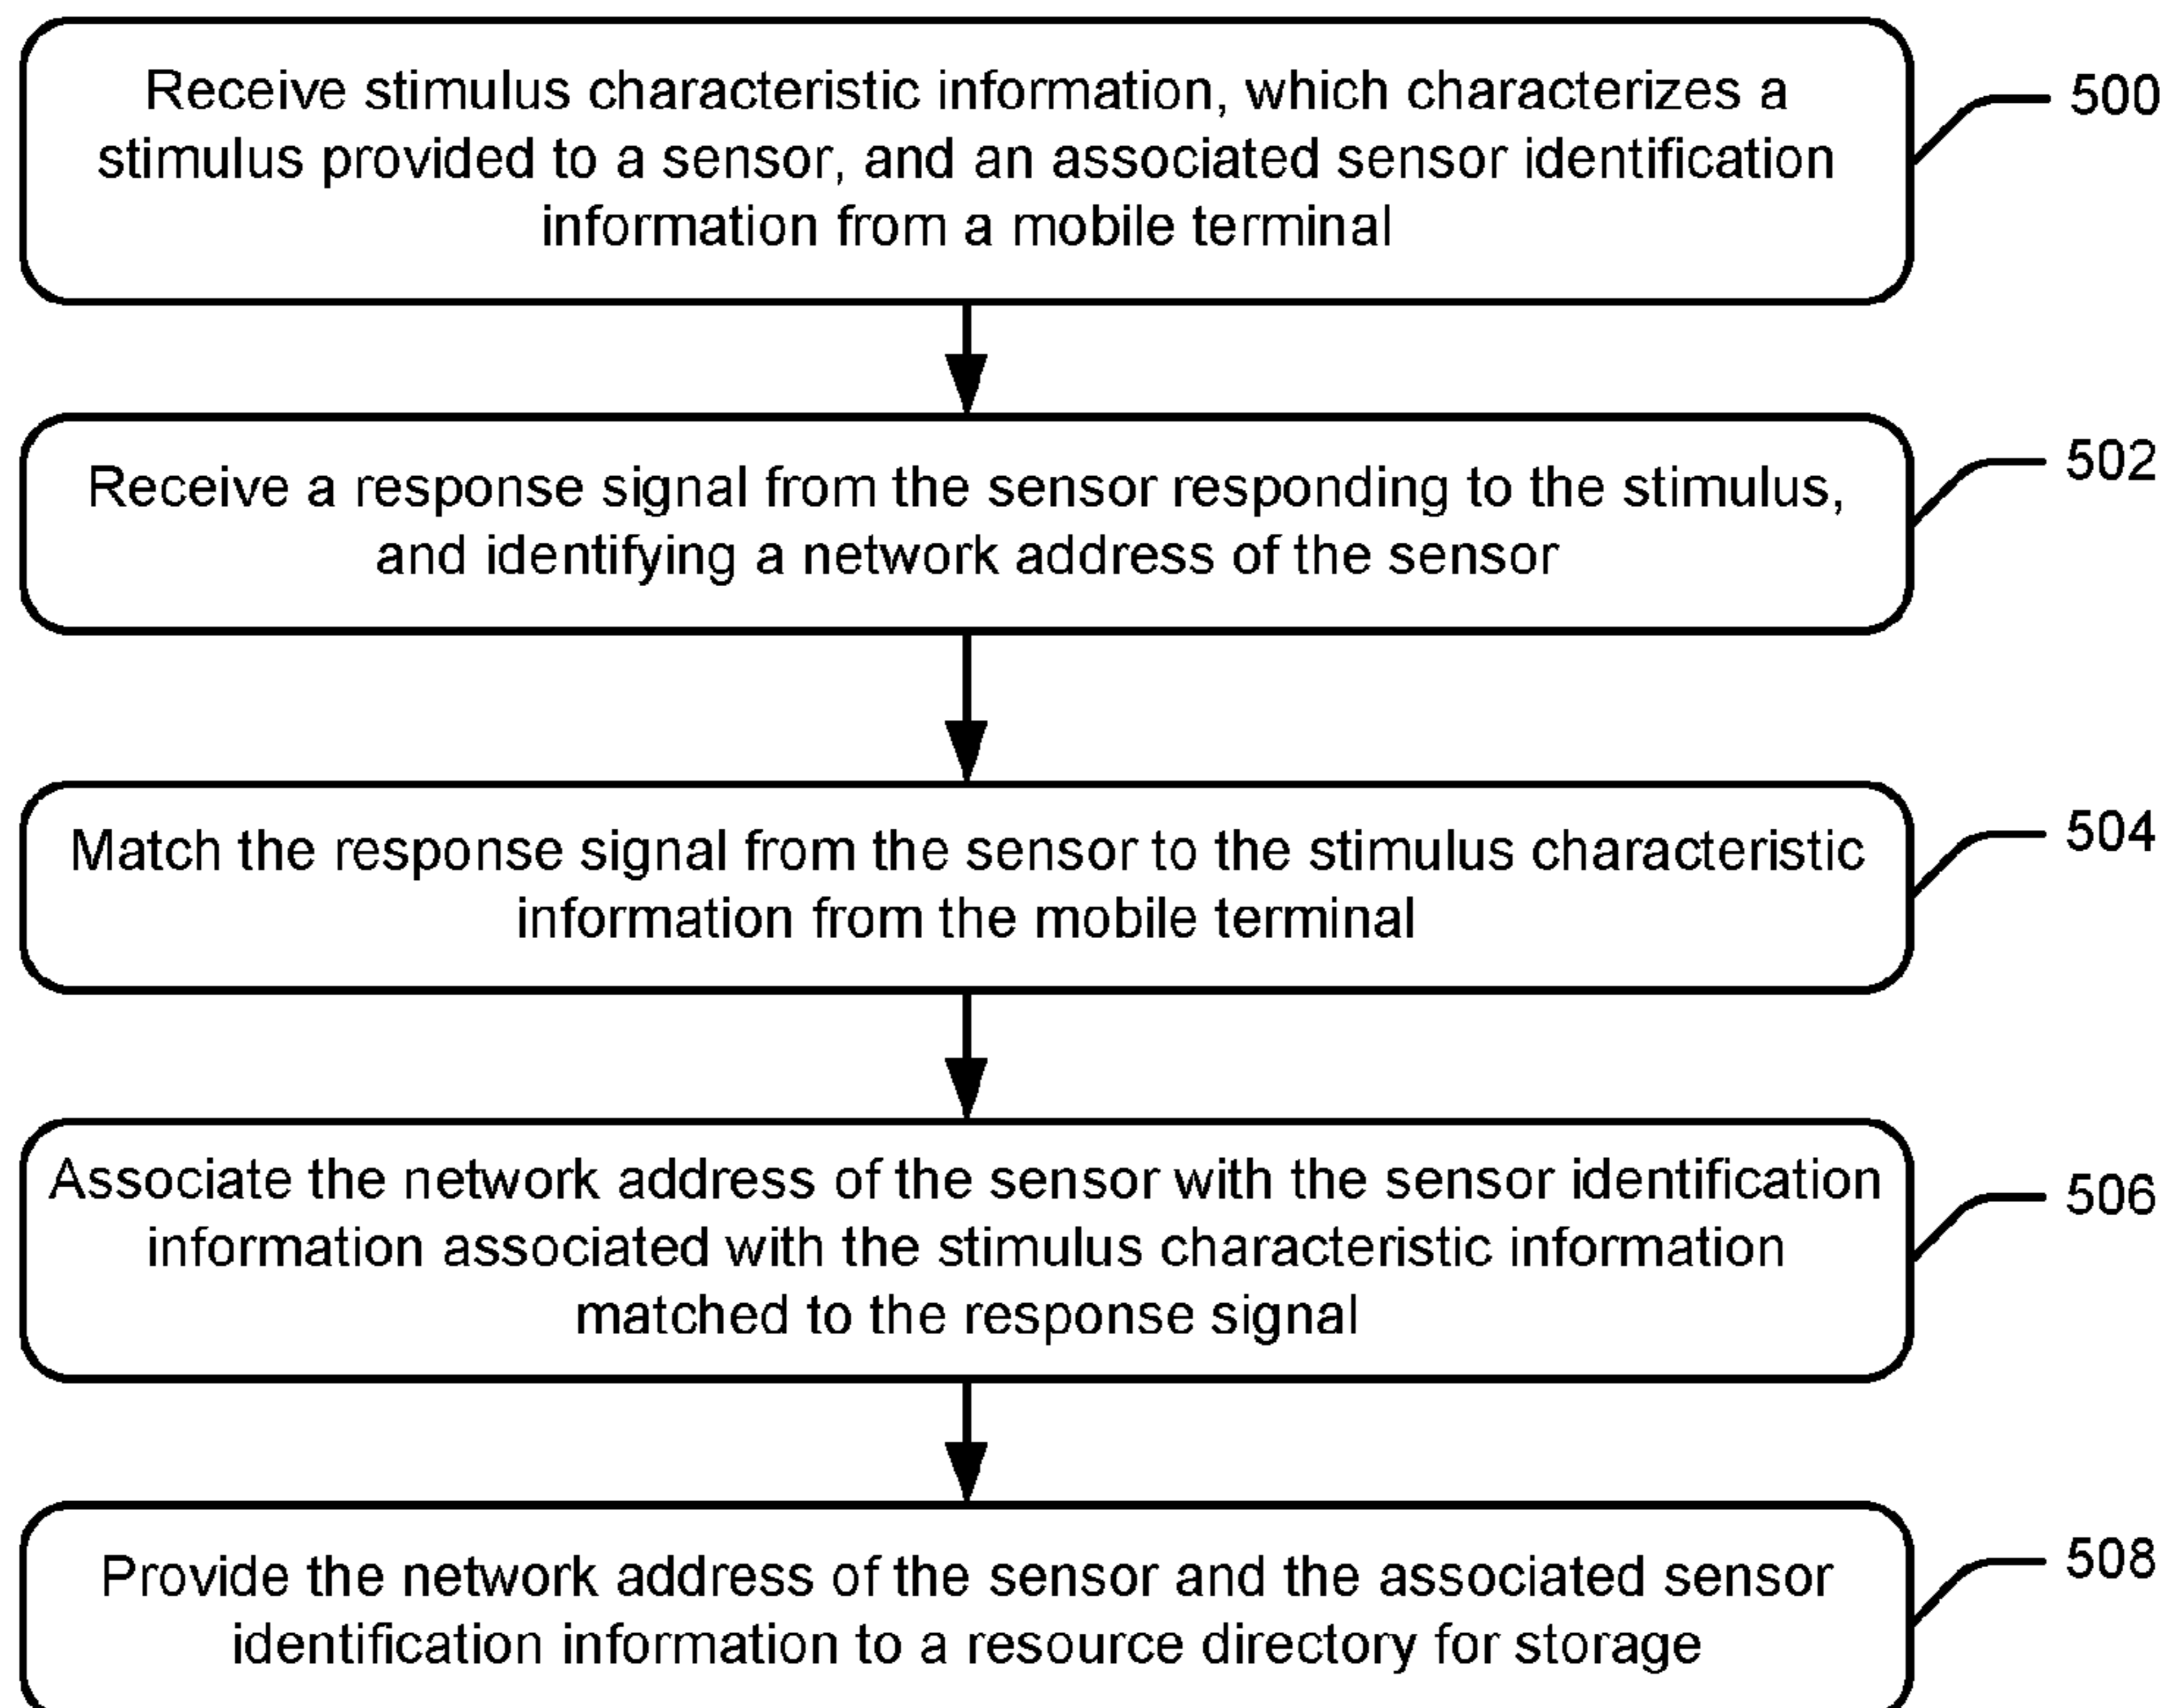 Receive stimulus characteristic information, which characterizes a
stimulus provided to a sensor, and an associated sensor identification
information from a mobile terminal
500
Receive a response signal from the sensor responding to the stimulus,
and identifying a network address of the sensor
502
Match the response signal from the sensor to the stimulus characteristic
information from the mobile terminal
504
Associate the network address of the sensor with the sensor identification
information associated with the stimulus characteristic information
matched to the response signal
506
Provide the network address of the sensor and the associated sensor
identification information to a resource directory for storage
508